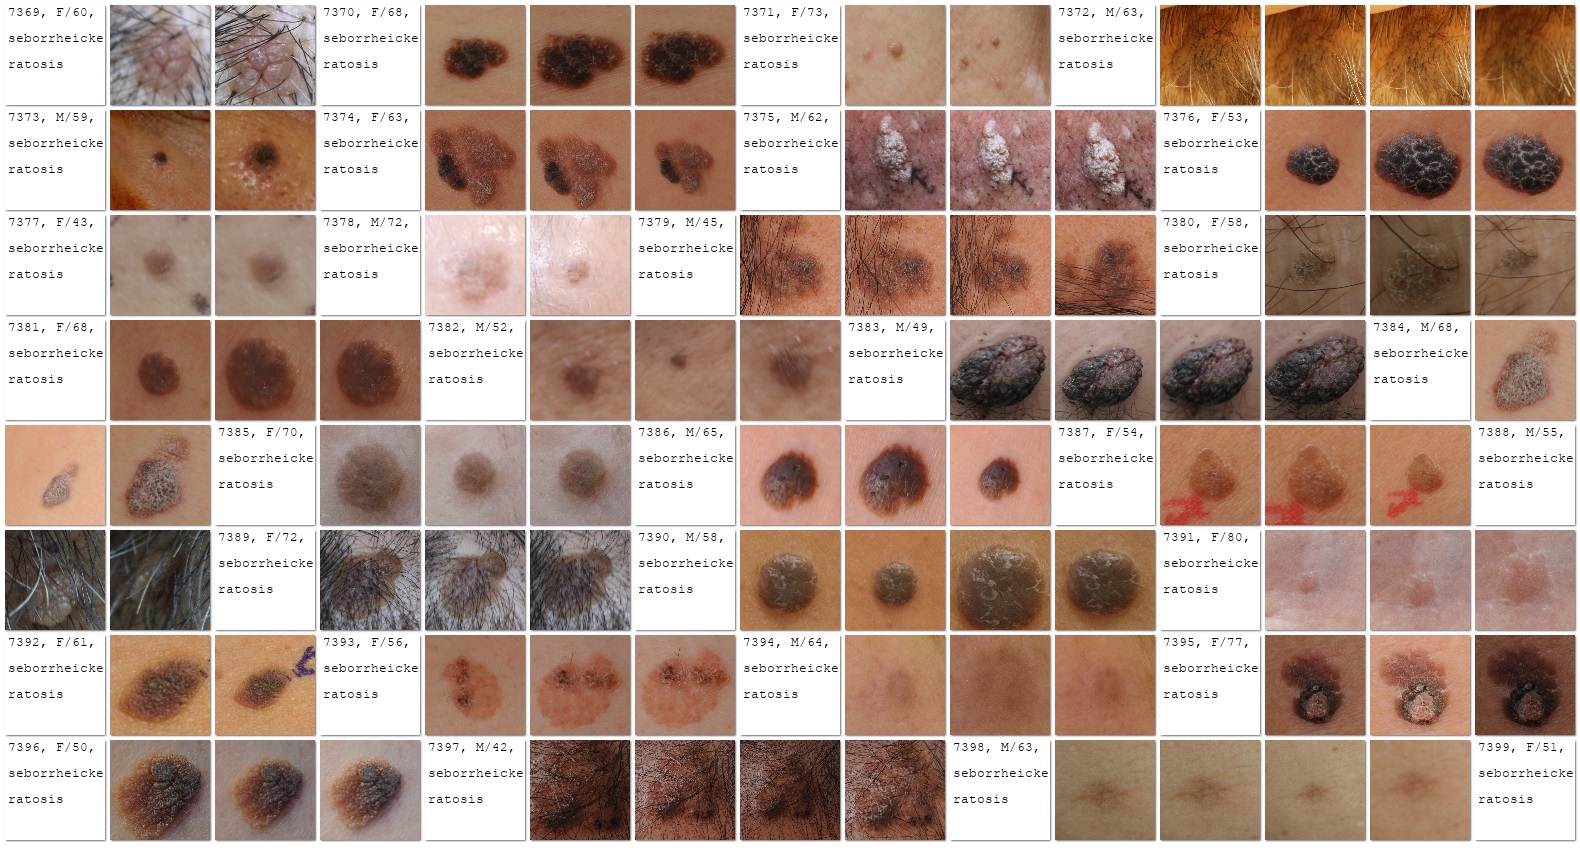 7369, F/60,
seborrheicke
ratosis
7370, F/68,
seborrheicke
ratosis
7371, F/73,
seborrheicke
ratosis
7372, M/63,
seborrheicke
ratosis
7373, M/59,
seborrheicke
ratosis
7374, F/63,
seborrheicke
ratosis
7375, M/62,
seborrheicke
ratosis
7376, F/53,
seborrheicke
ratosis
7377, F/43,
seborrheicke
ratosis
7378, M/72,
seborrheicke
ratosis
7379, M/45,
seborrheicke
ratosis
7380, F/58,
seborrheicke
ratosis
7381, F/68,
seborrheicke
ratosis
7382, M/52,
seborrheicke
ratosis
7383, M/49,
seborrheicke
ratosis
7384, M/68,
seborrheicke
ratosis
7385, F/70,
seborrheicke
ratosis
7386, M/65,
seborrheicke
ratosis
7387, F/54,
seborrheicke
ratosis
7388, M/55,
seborrheicke
ratosis
7389, F/72,
seborrheicke
ratosis
7390, M/58,
seborrheicke
ratosis
7391, F/80,
seborrheicke
ratosis
7392, F/61,
seborrheicke
ratosis
7393, F/56,
seborrheicke
ratosis
7394, M/64,
seborrheicke
ratosis
7395, F/77,
seborrheicke
ratosis
7396, F/50,
seborrheicke
ratosis
7397, M/42,
seborrheicke
ratosis
7398, M/63,
seborrheicke
ratosis
7399, F/51,
seborrheicke
ratosis